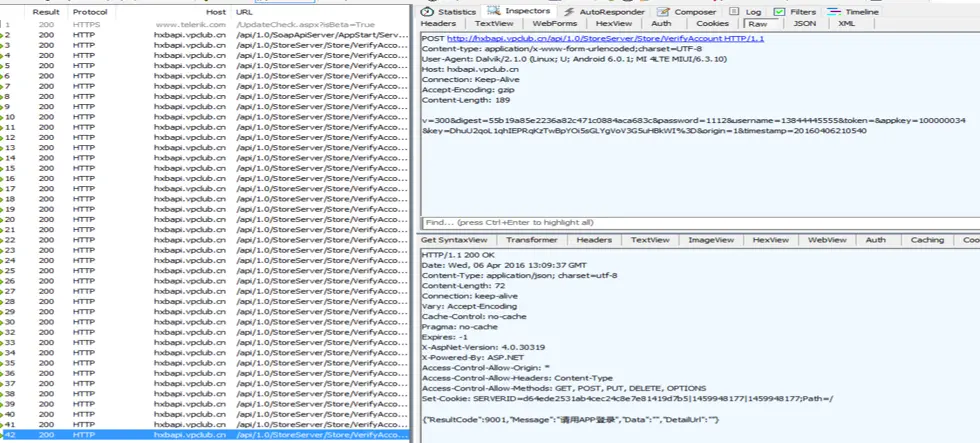 Statistics Inspectors AutoResponder Composer Log Filters Timeline
Result Protocol Host URL
1 200 HTTPS www.telerik.com /UpdateCheck.aspx?isBeta=True
2 200 HTTP hxbapi.vpclub.cn /api/1.0/SoapApiServer/AppStart/Serv...
3 200 HTTP hxbapi.vpclub.cn /api/1.0/StoreServer/Store/VerifyAcco...
4 200 HTTP hxbapi.vpclub.cn /api/1.0/StoreServer/Store/VerifyAcco...
5 200 HTTP hxbapi.vpclub.cn /api/1.0/StoreServer/Store/VerifyAcco...
6 200 HTTP hxbapi.vpclub.cn /api/1.0/StoreServer/Store/VerifyAcco...
7 200 HTTP hxbapi.vpclub.cn /api/1.0/StoreServer/Store/VerifyAcco...
8 200 HTTP hxbapi.vpclub.cn /api/1.0/StoreServer/Store/VerifyAcco...
9 200 HTTP hxbapi.vpclub.cn /api/1.0/StoreServer/Store/VerifyAcco...
10 200 HTTP hxbapi.vpclub.cn /api/1.0/StoreServer/Store/VerifyAcco...
11 200 HTTP hxbapi.vpclub.cn /api/1.0/StoreServer/Store/VerifyAcco...
12 200 HTTP hxbapi.vpclub.cn /api/1.0/StoreServer/Store/VerifyAcco...
13 200 HTTP hxbapi.vpclub.cn /api/1.0/StoreServer/Store/VerifyAcco...
14 200 HTTP hxbapi.vpclub.cn /api/1.0/StoreServer/Store/VerifyAcco...
15 200 HTTP hxbapi.vpclub.cn /api/1.0/StoreServer/Store/VerifyAcco...
16 200 HTTP hxbapi.vpclub.cn /api/1.0/StoreServer/Store/VerifyAcco...
17 200 HTTP hxbapi.vpclub.cn /api/1.0/StoreServer/Store/VerifyAcco...
18 200 HTTP hxbapi.vpclub.cn /api/1.0/StoreServer/Store/VerifyAcco...
19 200 HTTP hxbapi.vpclub.cn /api/1.0/StoreServer/Store/VerifyAcco...
20 200 HTTP hxbapi.vpclub.cn /api/1.0/StoreServer/Store/VerifyAcco...
21 200 HTTP hxbapi.vpclub.cn /api/1.0/StoreServer/Store/VerifyAcco...
22 200 HTTP hxbapi.vpclub.cn /api/1.0/StoreServer/Store/VerifyAcco...
23 200 HTTP hxbapi.vpclub.cn /api/1.0/StoreServer/Store/VerifyAcco...
24 200 HTTP hxbapi.vpclub.cn /api/1.0/StoreServer/Store/VerifyAcco...
25 200 HTTP hxbapi.vpclub.cn /api/1.0/StoreServer/Store/VerifyAcco...
26 200 HTTP hxbapi.vpclub.cn /api/1.0/StoreServer/Store/VerifyAcco...
27 200 HTTP hxbapi.vpclub.cn /api/1.0/StoreServer/Store/VerifyAcco...
28 200 HTTP hxbapi.vpclub.cn /api/1.0/StoreServer/Store/VerifyAcco...
29 200 HTTP hxbapi.vpclub.cn /api/1.0/StoreServer/Store/VerifyAcco...
30 200 HTTP hxbapi.vpclub.cn /api/1.0/StoreServer/Store/VerifyAcco...
32 200 HTTP hxbapi.vpclub.cn /api/1.0/StoreServer/Store/VerifyAcco...
33 200 HTTP hxbapi.vpclub.cn /api/1.0/StoreServer/Store/VerifyAcco...
34 200 HTTP hxbapi.vpclub.cn /api/1.0/StoreServer/Store/VerifyAcco...
35 200 HTTP hxbapi.vpclub.cn /api/1.0/StoreServer/Store/VerifyAcco...
36 200 HTTP hxbapi.vpclub.cn /api/1.0/StoreServer/Store/VerifyAcco...
37 200 HTTP hxbapi.vpclub.cn /api/1.0/StoreServer/Store/VerifyAcco...
38 200 HTTP hxbapi.vpclub.cn /api/1.0/StoreServer/Store/VerifyAcco...
39 200 HTTP hxbapi.vpclub.cn /api/1.0/StoreServer/Store/VerifyAcco...
40 200 HTTP hxbapi.vpclub.cn /api/1.0/StoreServer/Store/VerifyAcco...
41 200 HTTP hxbapi.vpclub.cn /api/1.0/StoreServer/Store/VerifyAcco...
42 200 HTTP hxbapi.vpclub.cn /api/1.0/StoreServer/Store/VerifyAcco...
Headers TextView WebForms HexView Auth Cookies Raw JSON XML
POST http://hxbapi.vpclub.cn/api/1.0/StoreServer/Store/VerifyAccount HTTP/1.1
Content-type: application/x-www-form-urlencoded;charset=UTF-8
User-Agent: Dalvik/2.1.0 (Linux; U; Android 6.0.1; MI 4LTE MIUI/6.3.10)
Host: hxbapi.vpclub.cn
Connection: Keep-Alive
Accept-Encoding: gzip
Content-Length: 189
v=300&digest=55b19a85e2236a82c471c0884aca683c&password=1112&username=13844445555&token=&appkey=100000034
&key=DhuU2qoL1qhIEPRqKzTwBpYOi5sGLYgVoV3G5uHBkWI%3D&origin=1&timestamp=20160406210540
Find... (press Ctrl+Enter to highlight all)
Get SyntaxView Transformer Headers TextView ImageView HexView WebView Auth Caching Coo
HTTP/1.1 200 OK
Date: Wed, 06 Apr 2016 13:09:37 GMT
Content-Type: application/json; charset=utf-8
Content-Length: 72
Connection: keep-alive
Vary: Accept-Encoding
Cache-Control: no-cache
Pragma: no-cache
Expires: -1
X-AspNet-Version: 4.0.30319
X-Powered-By: ASP.NET
Access-Control-Allow-Origin: *
Access-Control-Allow-Headers: Content-Type
Access-Control-Allow-Methods: GET, POST, PUT, DELETE, OPTIONS
Set-Cookie: SERVERID=d64ede2531ab4cec24c8e7e81419d7b5|1459948177|1459948177;Path=/
{"ResultCode":9001,"Message":"请用APP登录","Data":"","DetailUrl":""}